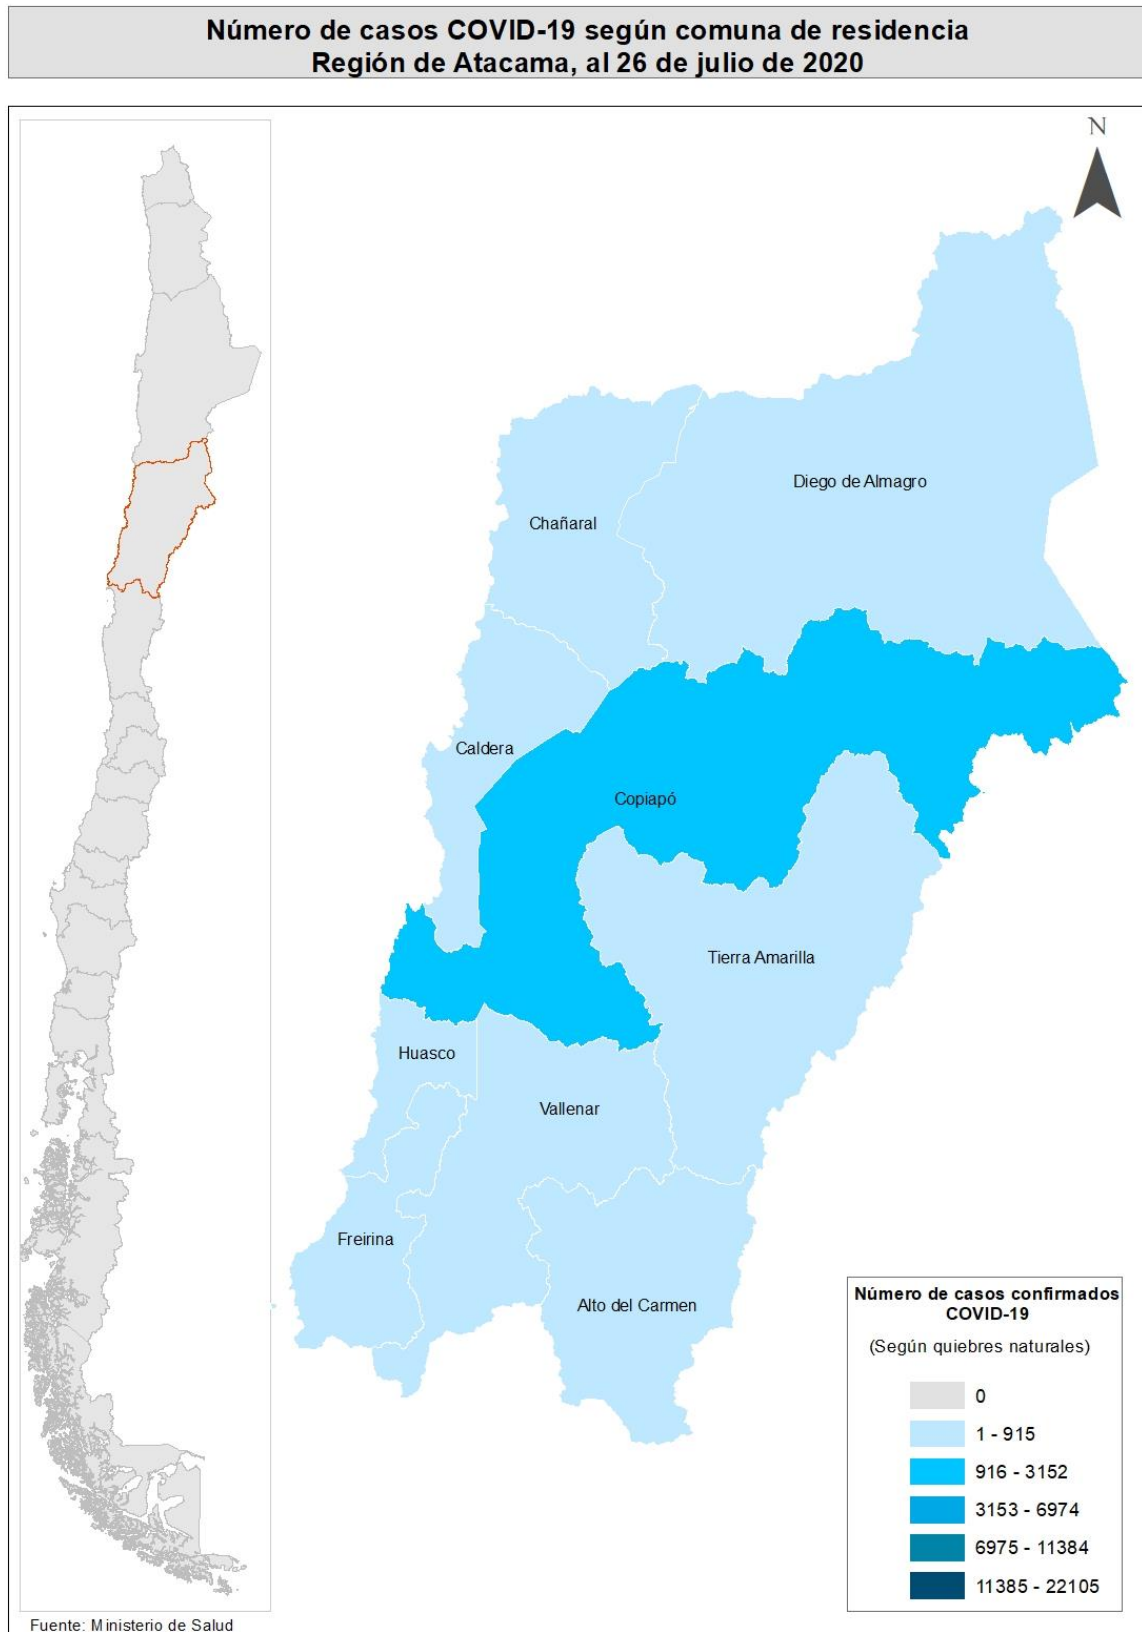 Número de casos COVID-19 según comuna de residencia
Región de Atacama, al 26 de julio de 2020
N
Diego de Almagro
Chañaral
Caldera
Copiapó
Tierra Amarilla
Huasco
Vallenar
Freirina
Alto del Carmen
Número de casos confirmados
COVID-19
(Según quiebres naturales)
0
1 - 915
916 - 3152
3153 - 6974
6975 - 11384
11385 - 22105
Fuente: Ministerio de Salud